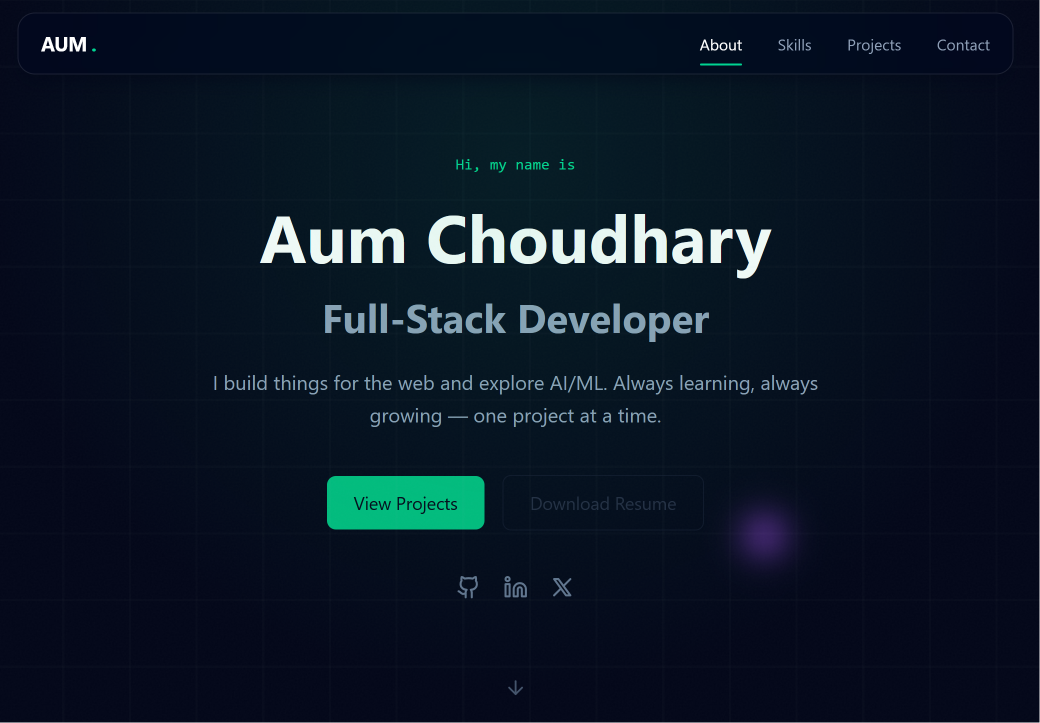 AUM.
About Skills Projects Contact
Hi, my name is
Aum Choudhary
Full-Stack Developer
I build things for the web and explore AI/ML. Always learning, always
growing — one project at a time.
View Projects Download Resume